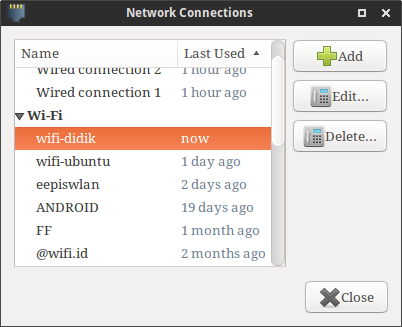 Network Connections
Name Last Used
Wired connection 2 1 hour ago
Wired connection 1 1 hour ago
Wi-Fi
wifi-didik now
wifi-ubuntu 1 day ago
eepiswlan 2 days ago
ANDROID 19 days ago
FF 1 month ago
@wifi.id 2 months ago
Add
Edit...
Delete...
Close